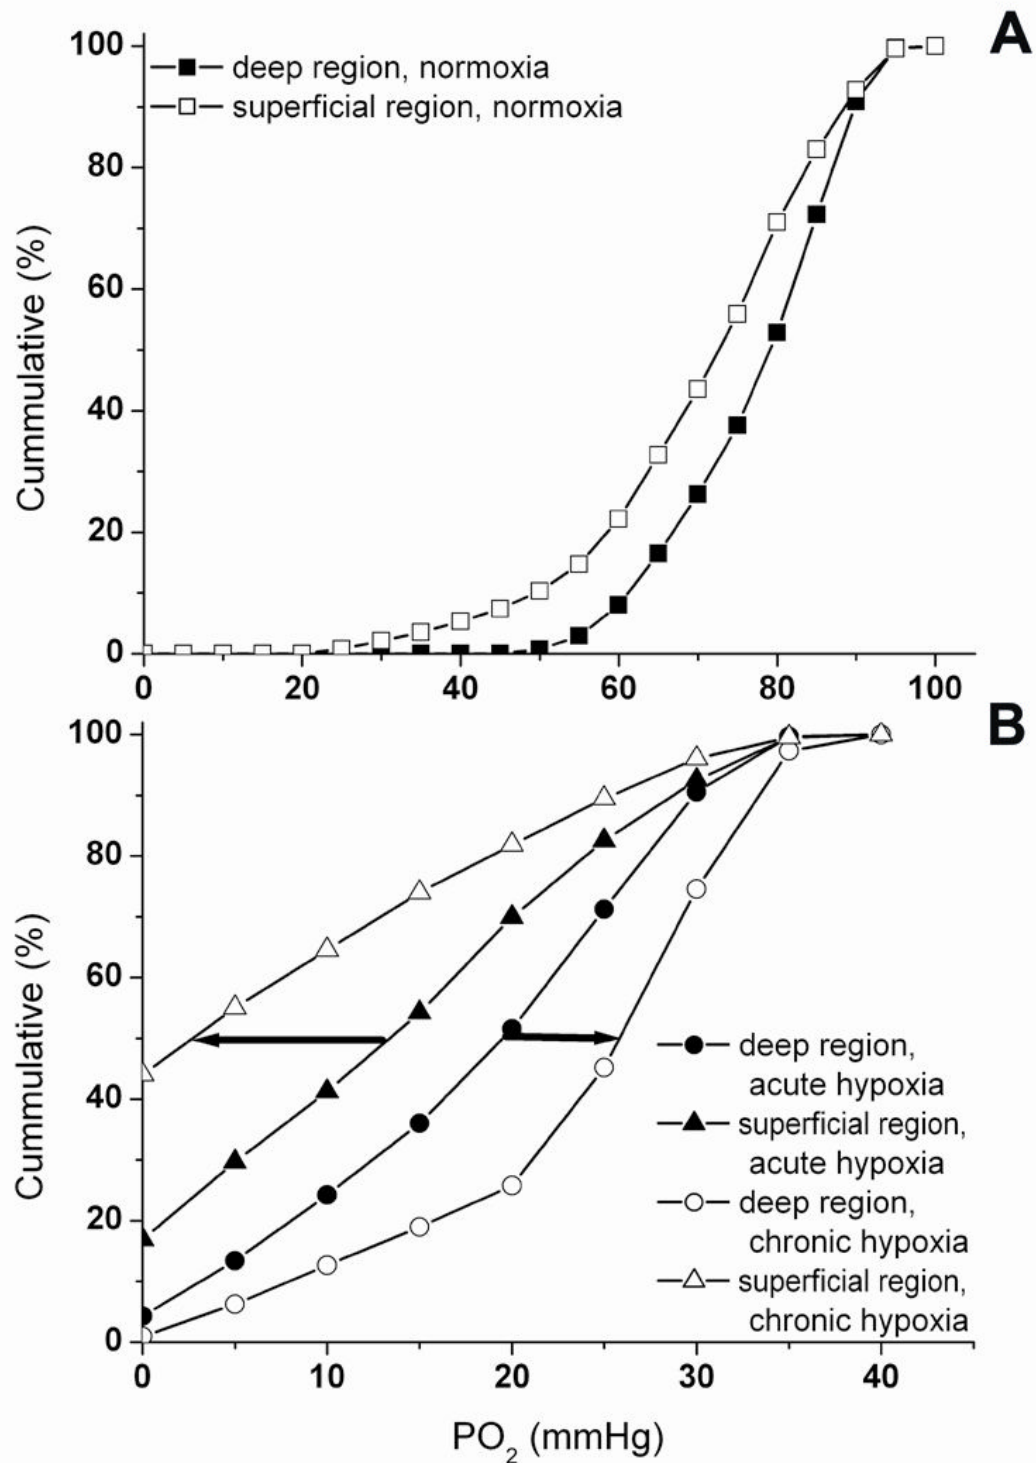 A
100
deep region, normoxia
superficial region, normoxia
80
60
40
20
0
Cummulative (%)
0 20 40 60 80 100
B
100
80
60
40
20
0
Cummulative (%)
deep region,
acute hypoxia
superficial region,
acute hypoxia
deep region,
chronic hypoxia
superficial region,
chronic hypoxia
0 10 20 30 40
PO₂ (mmHg)